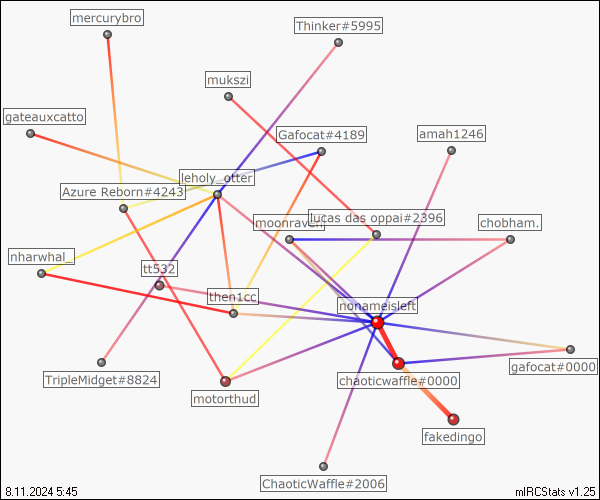 mercurybro
Thinker#5995
mukszi
gateauxcatto
Gafocat#4189
amah1246
leholy_otter
Azure Reborn#4243
moonraven
lucas das oppai#2396
chobham.
nharwhal_
tt532
then1cc
nonameisleft
gafocat#0000
TripleMidget#8824
chaoticwaffle#0000
motorthud
fakedingo
ChaoticWaffle#2006
8.11.2024 5:45
mIRCStats v1.25